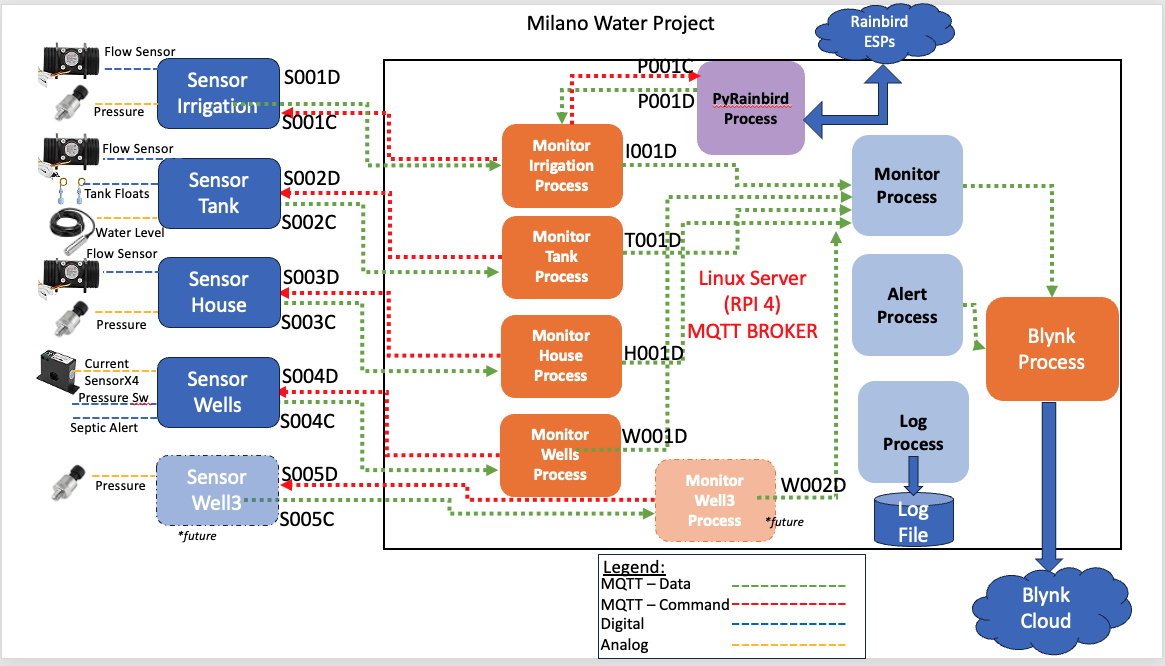 Milano Water Project
Rainbird
ESPs
Flow Sensor
Pressure
Sensor
Irrigation
S001D
S001C
P001C
P001D
PyRainbird
Process
Monitor
Irrigation
Process
I001D
Monitor
Process
Flow Sensor
Tank Floats
Water Level
Sensor
Tank
S002D
S002C
Monitor
Tank
Process
T001D
Flow Sensor
Pressure
Sensor
House
S003D
S003C
Linux Server
(RPI 4)
MQTT BROKER
Alert
Process
Blynk
Process
Monitor
House
Process
H001D
Current
SensorX4
Pressure Sw
Septic Alert
Sensor
Wells
S004D
S004C
Monitor
Wells
Process
W001D
Log
Process
Pressure
Sensor
Well3
*future
S005D
S005C
Monitor
Well3
Process
*future
W002D
Log
File
Legend:
MQTT – Data
MQTT – Command
Digital
Analog
Blynk
Cloud